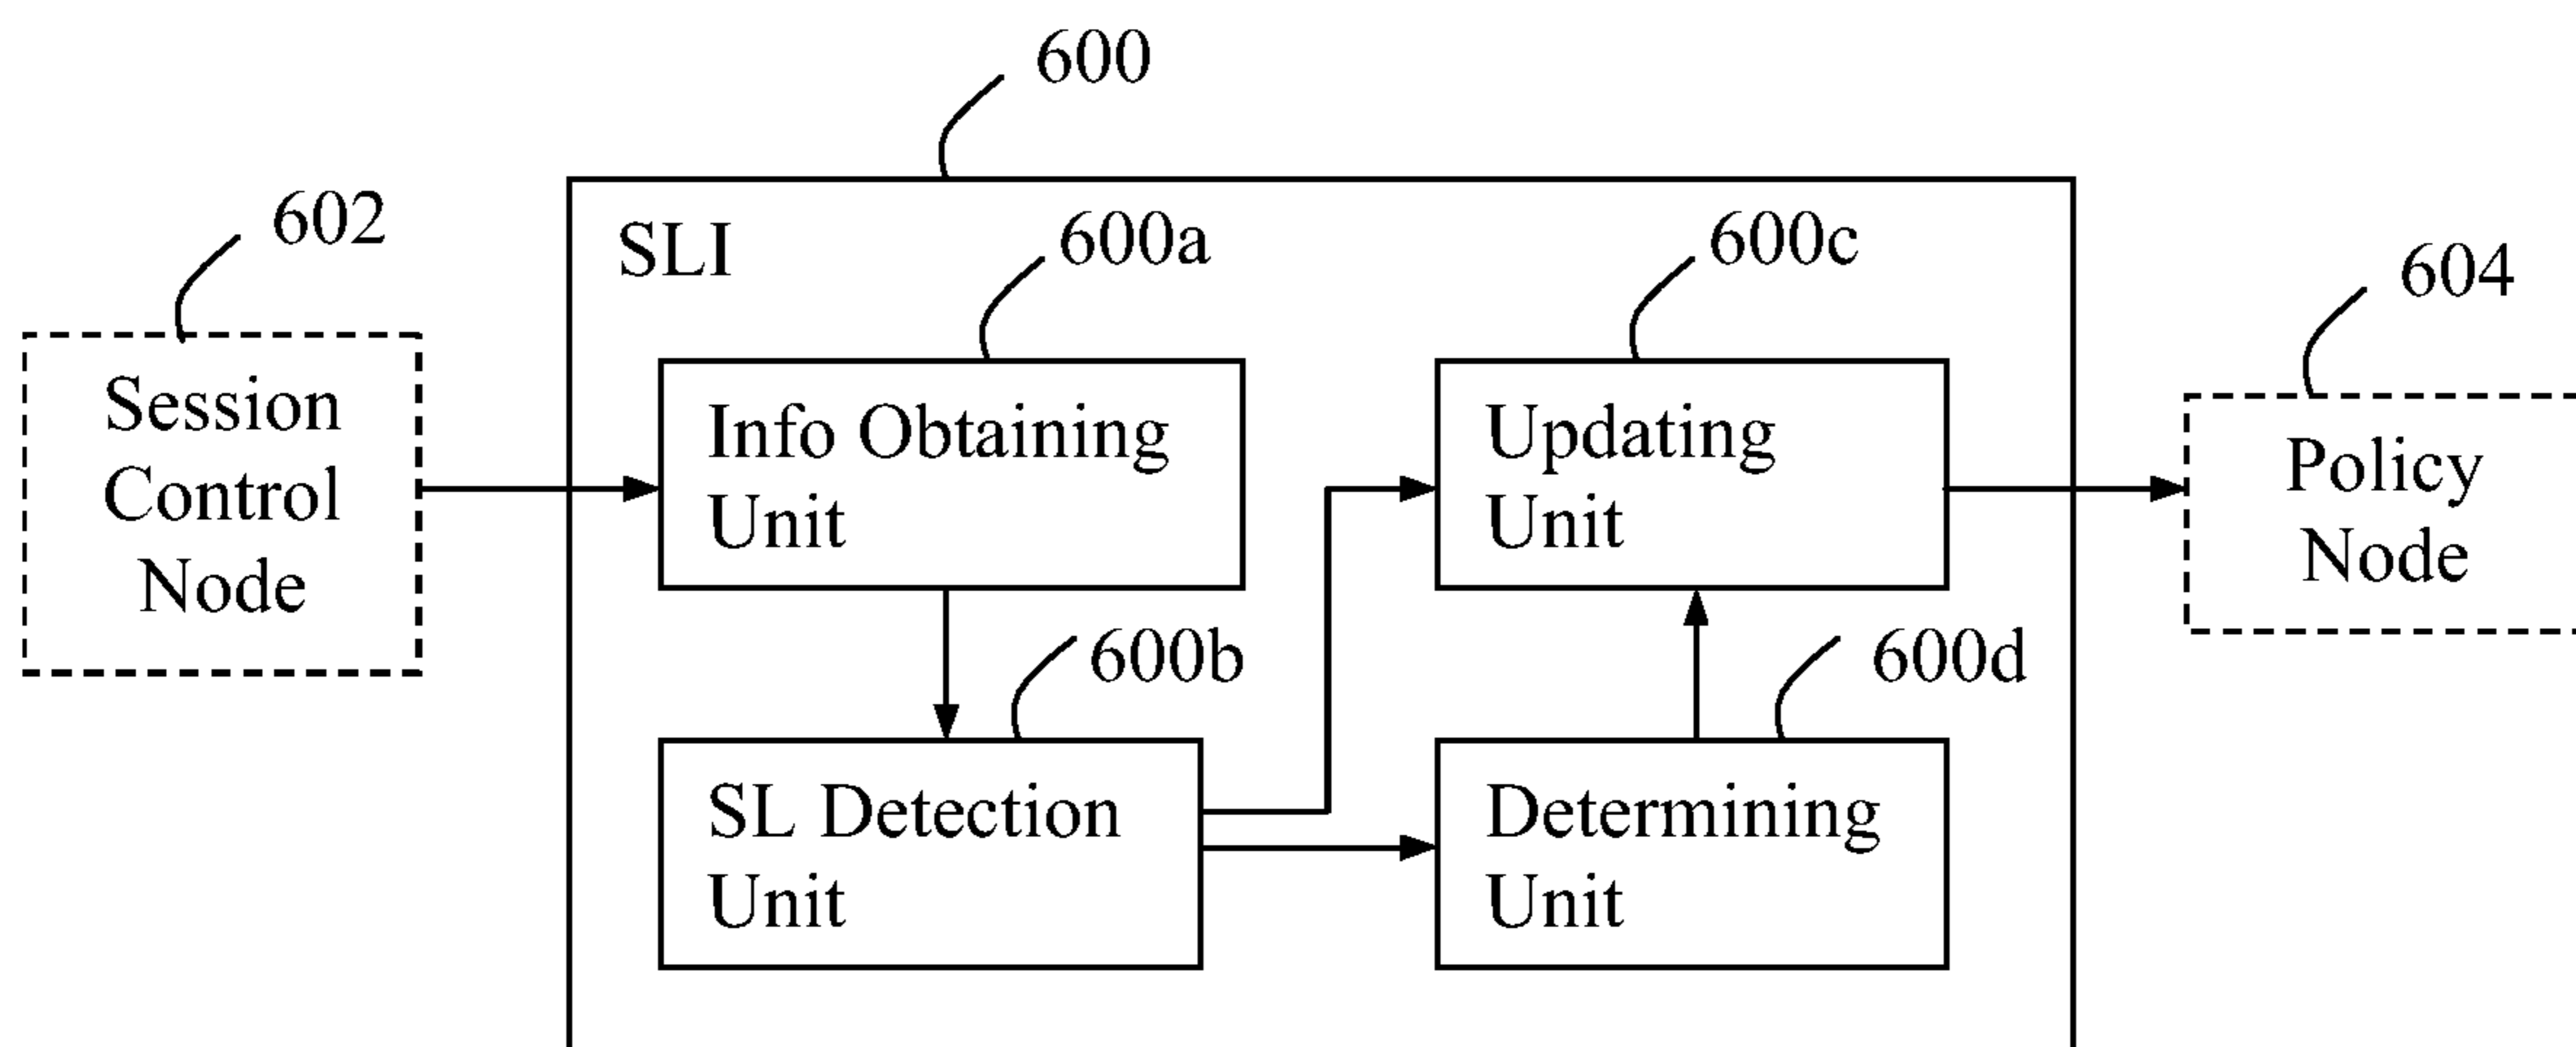 600
602
SLI
600a
600c
604
Session
Control
Node
Info Obtaining
Unit
Updating
Unit
Policy
Node
600b
600d
SL Detection
Unit
Determining
Unit